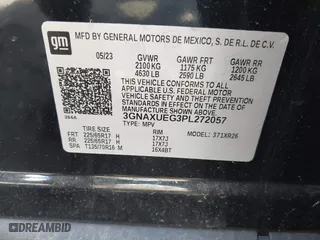 gm
MFD BY GENERAL MOTORS DE MEXICO, S. DE R.L. DE C.V.
05/23 GVWR GAWR FRT GAWR RR
2100 KG 1175 KG 1200 KG
4630 LB 2590 LB 2645 LB
THIS VEHICLE CONFORMS TO ALL APPLICABLE U.S. FEDERAL
MOTOR VEHICLE SAFETY
THEFT PREVENTION STANDARDS IN EFFECT ON THE DATE OF
MANUFACTURE SHOWN ABOVE.
3GNAXUEG3PL272057
TYPE: MPV
MODEL: 371XR26
TIRE SIZE RIM
FRT 225/65R17 H 17X7J
RR 225/65R17 H 17X7J
SPA T135/70R16 M 16X4BT